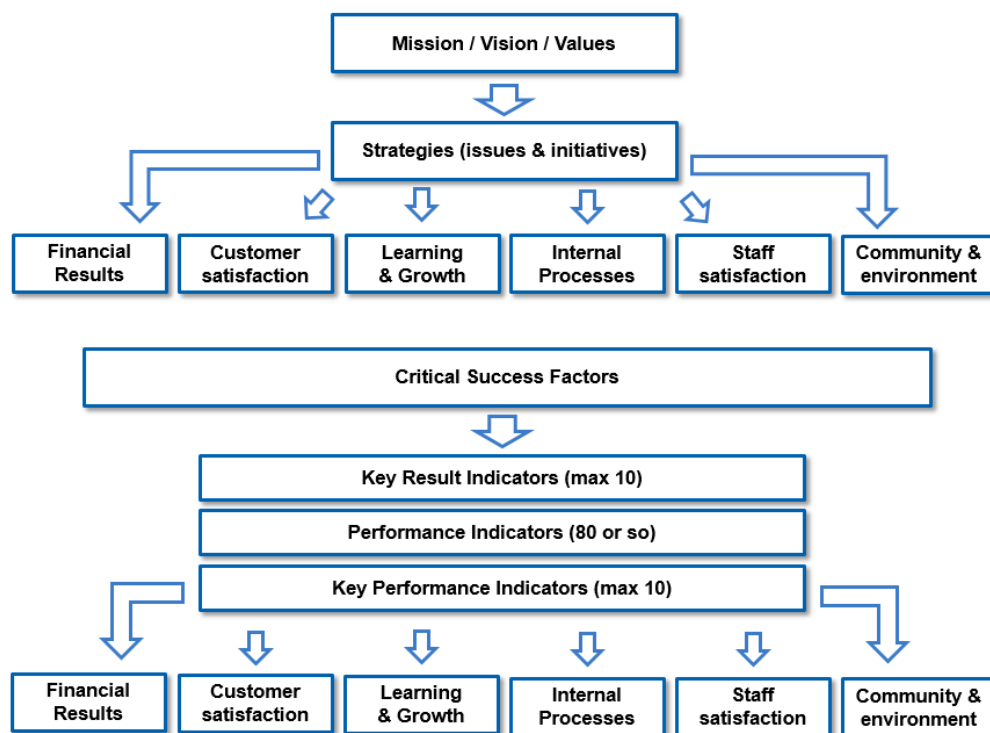 Mission / Vision / Values
Strategies (issues & initiatives)
Financial
Results
Customer
satisfaction
Learning
& Growth
Internal
Processes
Staff
satisfaction
Community &
environment
Critical Success Factors
Key Result Indicators (max 10)
Performance Indicators (80 or so)
Key Performance Indicators (max 10)
Financial
Results
Customer
satisfaction
Learning
& Growth
Internal
Processes
Staff
satisfaction
Community &
environment